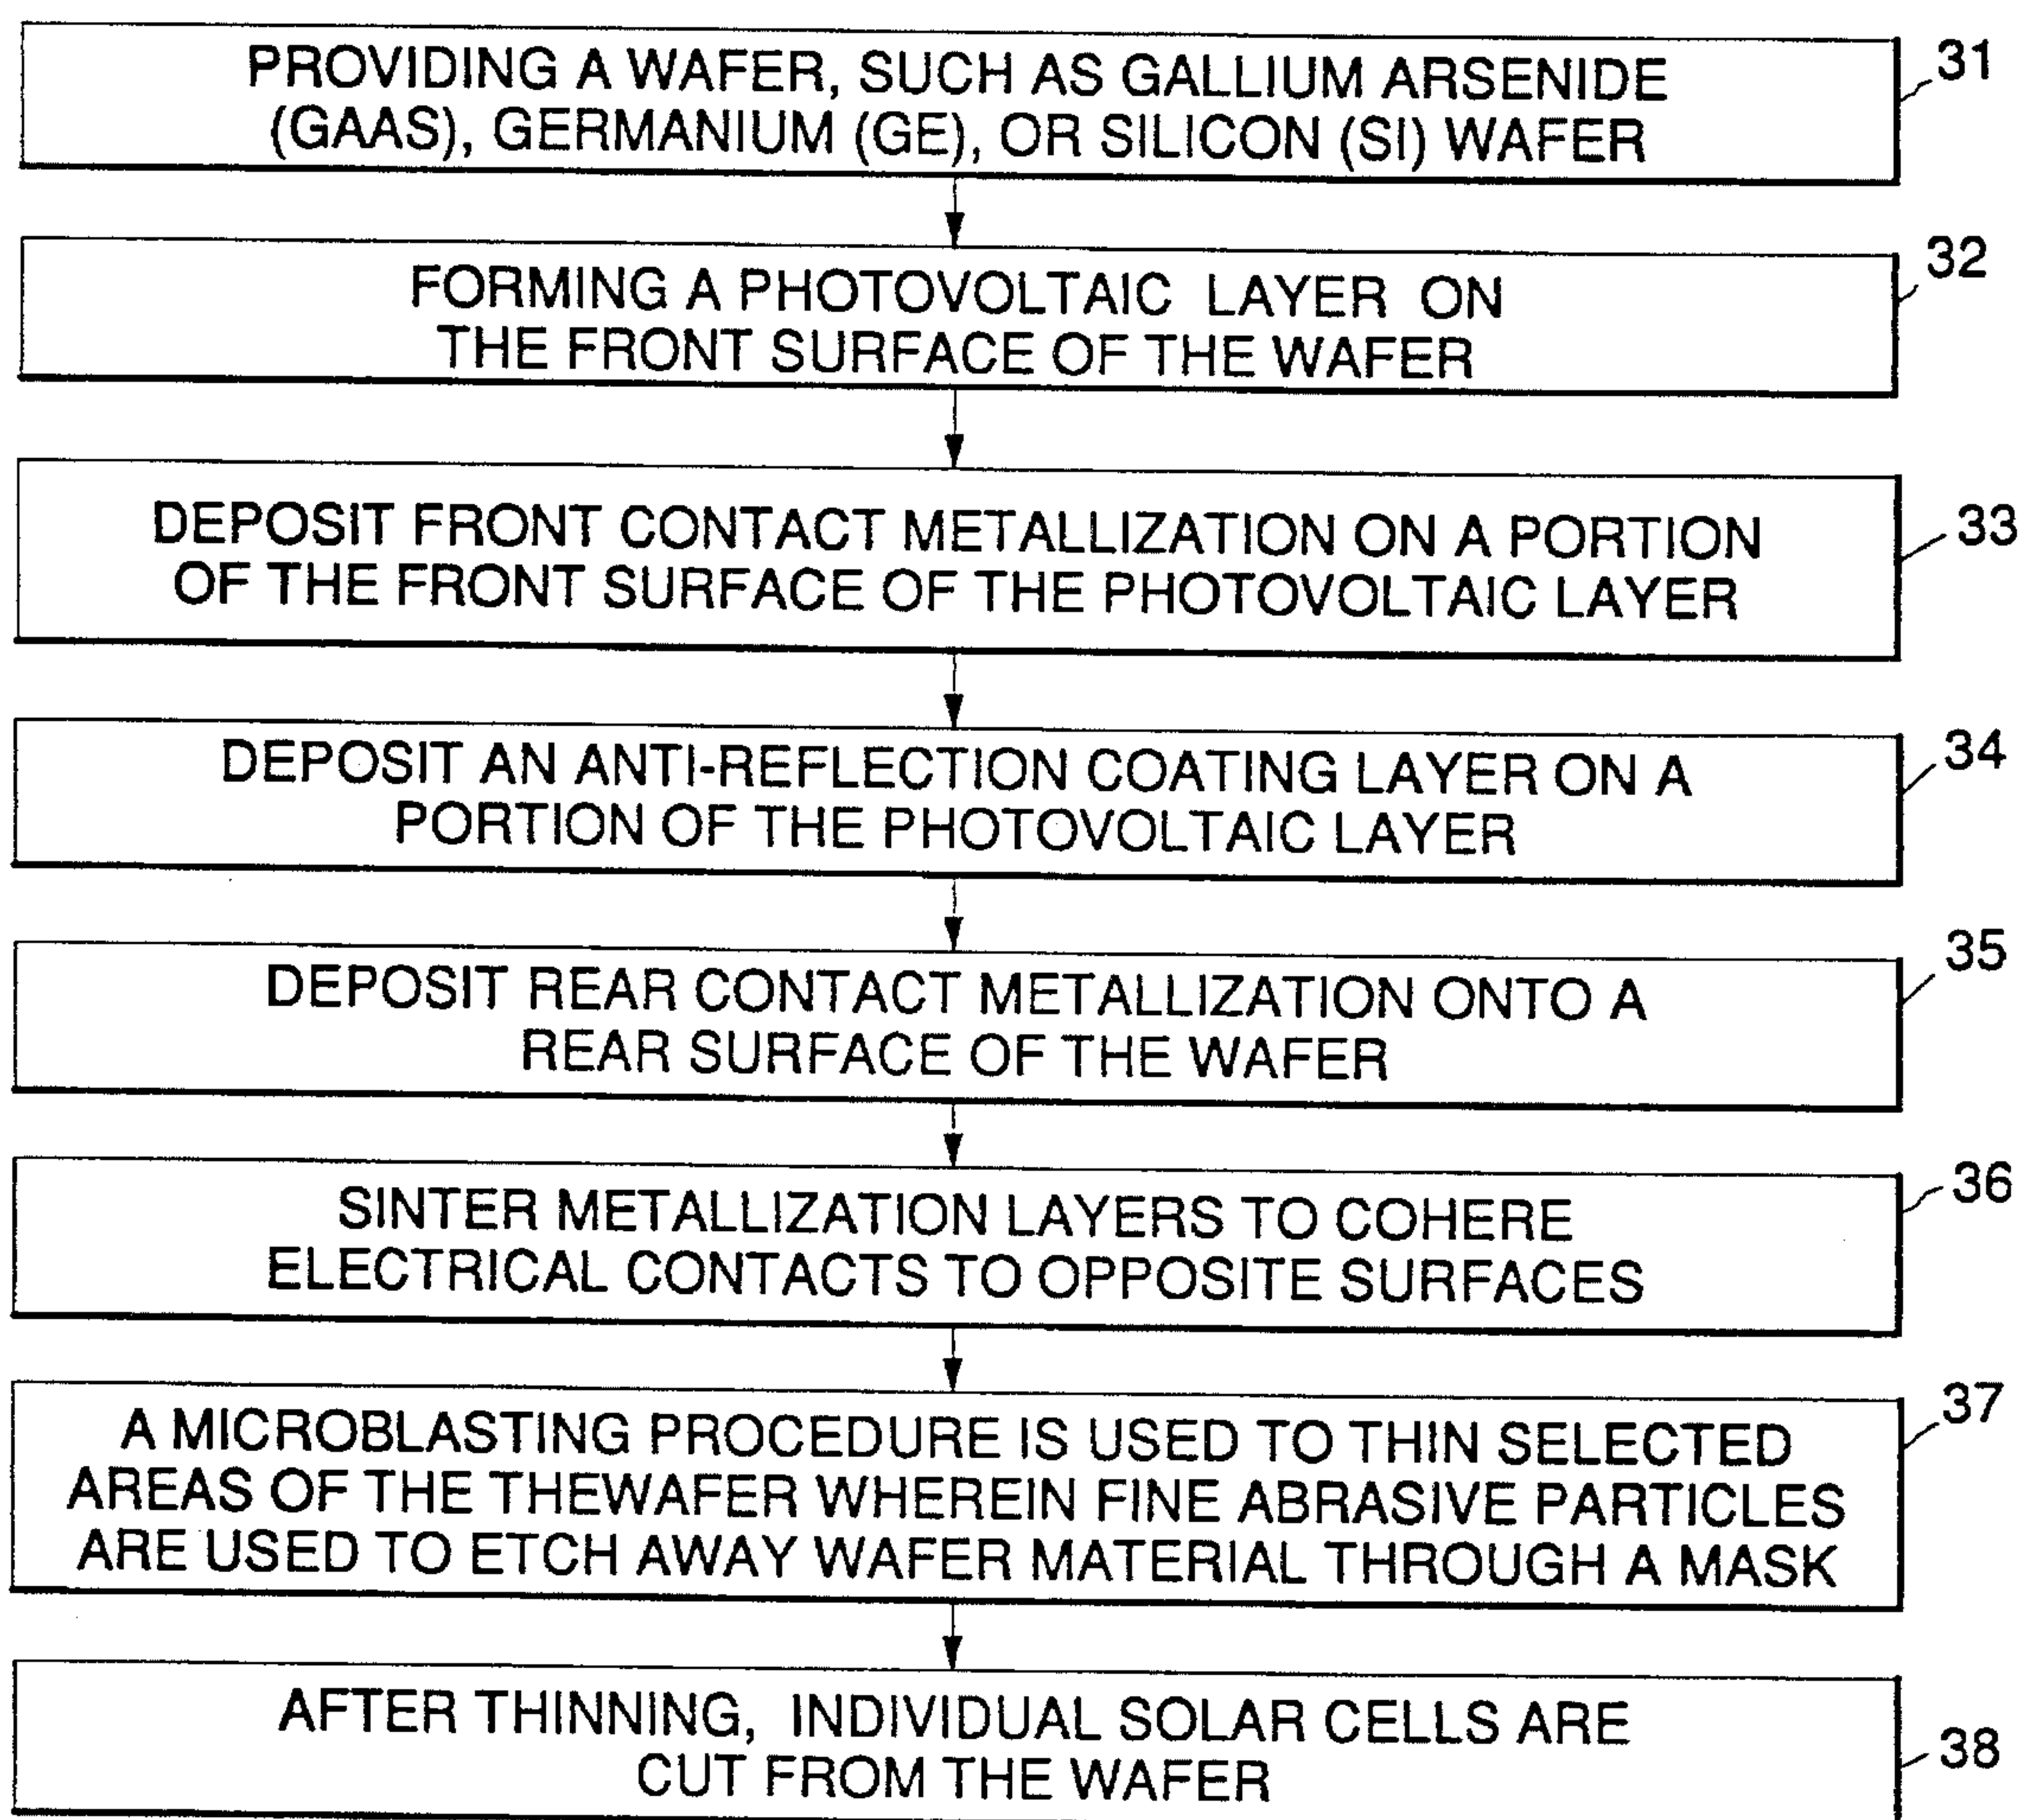 PROVIDING A WAFER, SUCH AS GALLIUM ARSENIDE
(GAAS), GERMANIUM (GE), OR SILICON (SI) WAFER
31
FORMING A PHOTOVOLTAIC LAYER ON
THE FRONT SURFACE OF THE WAFER
32
DEPOSIT FRONT CONTACT METALLIZATION ON A PORTION
OF THE FRONT SURFACE OF THE PHOTOVOLTAIC LAYER
33
DEPOSIT AN ANTI-REFLECTION COATING LAYER ON A
PORTION OF THE PHOTOVOLTAIC LAYER
34
DEPOSIT REAR CONTACT METALLIZATION ONTO A
REAR SURFACE OF THE WAFER
35
SINTER METALLIZATION LAYERS TO COHERE
ELECTRICAL CONTACTS TO OPPOSITE SURFACES
36
A MICROBLASTING PROCEDURE IS USED TO THIN SELECTED
AREAS OF THE THEWAFER WHEREIN FINE ABRASIVE PARTICLES
ARE USED TO ETCH AWAY WAFER MATERIAL THROUGH A MASK
37
AFTER THINNING, INDIVIDUAL SOLAR CELLS ARE
CUT FROM THE WAFER
38